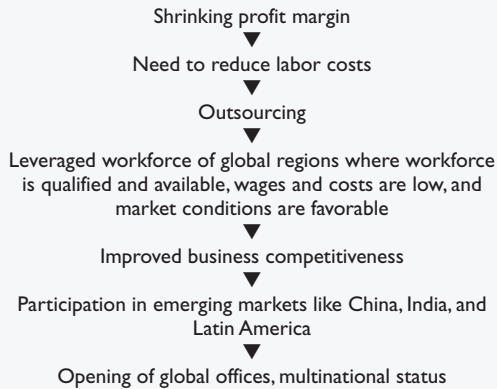 Shrinking profit margin
Need to reduce labor costs
Outsourcing
Leveraged workforce of global regions where workforce
is qualified and available, wages and costs are low, and
market conditions are favorable
Improved business competitiveness
Participation in emerging markets like China, India, and
Latin America
Opening of global offices, multinational status